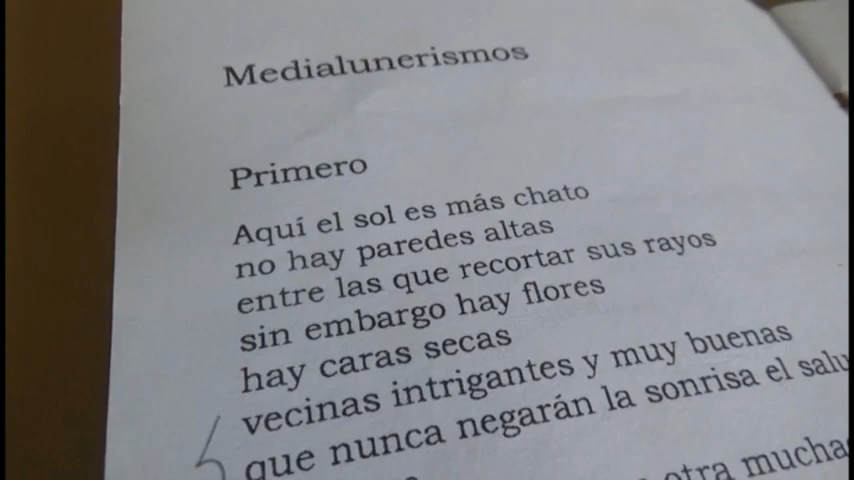 Medialunerismos
Primero
Aquí el sol es más chato
no hay paredes altas
entre las que recortar sus rayos
sin embargo hay flores
hay caras secas
vecinas intrigantes y muy buenas
que nunca negarán la sonrisa el
otra